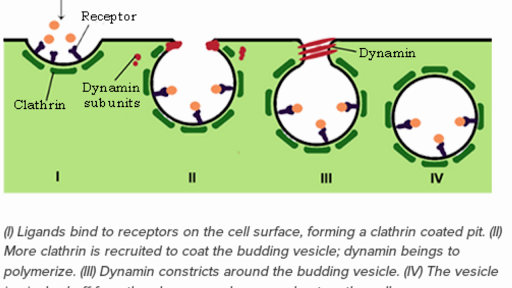 Receptor
Dynamin
Dynamin
subunits
Clathrin
I
II
III
IV
(I) Ligands bind to receptors on the cell surface, forming a clathrin coated pit. (II)
More clathrin is recruited to coat the budding vesicle; dynamin beings to
polymerize. (III) Dynamin constricts around the budding vesicle. (IV) The vesicle